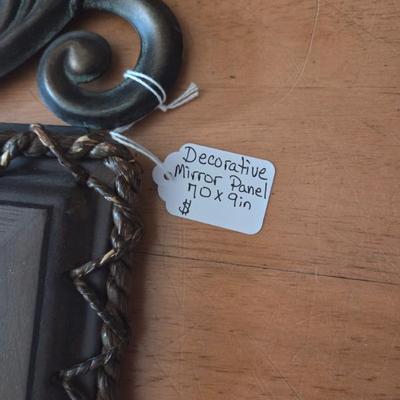 Decorative
Mirror Panel
70 x 9in
$